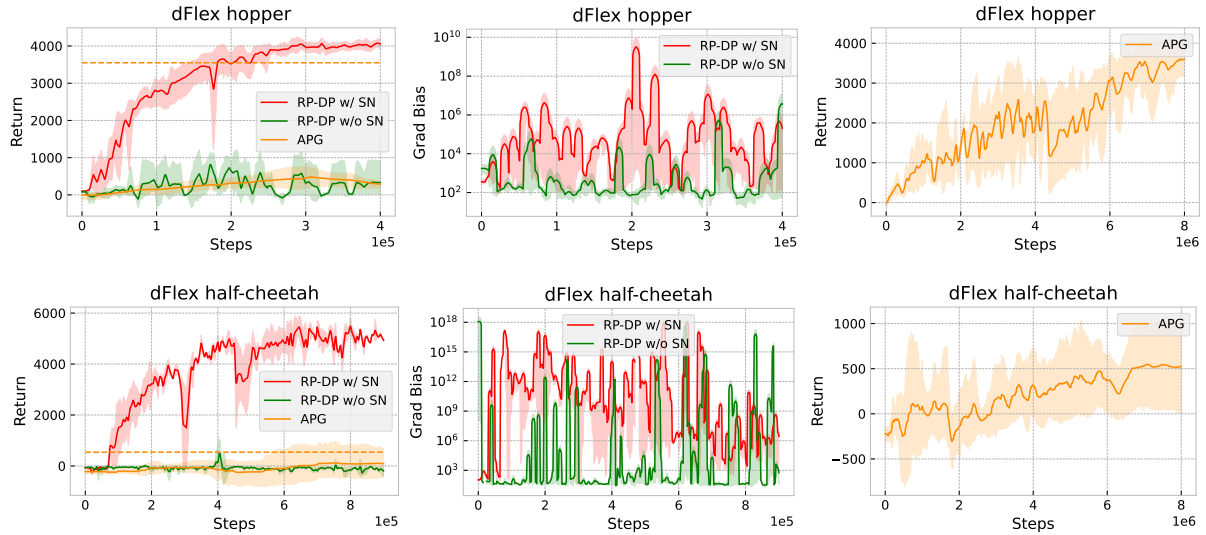 dFlex hopper
Return
4000
3000
2000
1000
0
RP-DP w/ SN
RP-DP w/o SN
APG
0 1 2 3 4
1e5
Steps
dFlex hopper
Grad Bias
10^10
10^8
10^6
10^4
10^2
RP-DP w/ SN
RP-DP w/o SN
0 1 2 3 4
1e5
Steps
dFlex hopper
Return
4000
3000
2000
1000
0
APG
0 2 4 6 8
1e6
Steps
dFlex half-cheetah
Return
6000
4000
2000
0
RP-DP w/ SN
RP-DP w/o SN
APG
0 2 4 6 8
1e5
Steps
dFlex half-cheetah
Grad Bias
10^18
10^15
10^12
10^9
10^6
10^3
RP-DP w/ SN
RP-DP w/o SN
0 2 4 6 8
1e5
Steps
dFlex half-cheetah
Return
1000
500
0
−500
APG
0 2 4 6 8
1e6
Steps